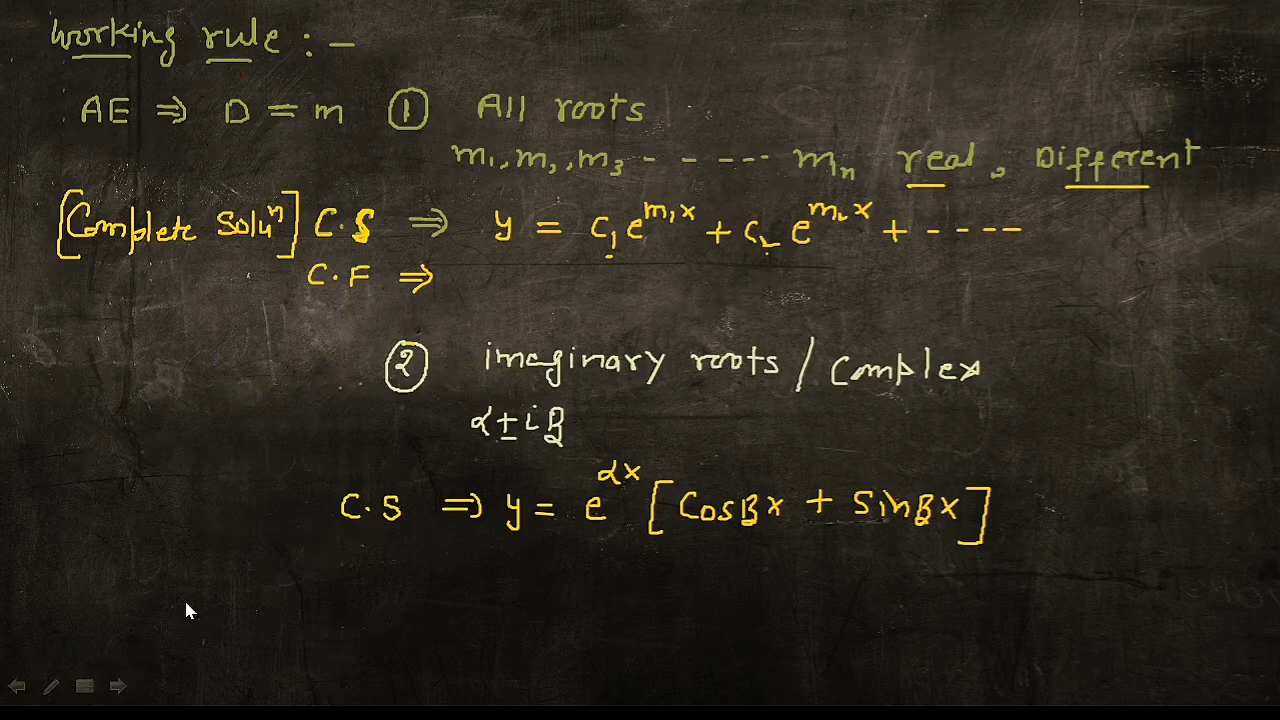 Working rule : -
AE ⇒ D = m ① All roots
m₁, m₂, m₃ - - ----- mₙ real, Different
[Complete Soluⁿ] C.S ⇒ y = c₁e^{m₁x} + c₂e^{m₂x} + - - - -
C.F ⇒
② imaginary roots / Complex
α ± iβ
C.S ⇒ y = e^{αx} [Cosβx + Sinβx]